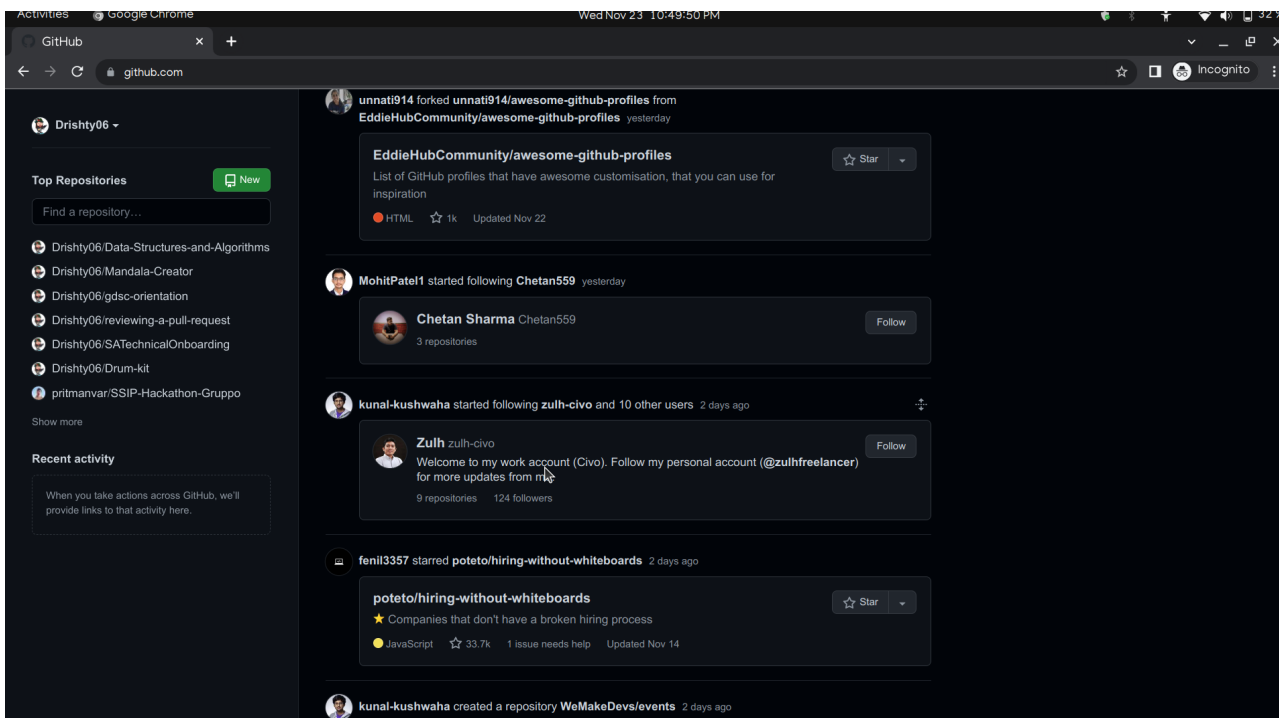 Activities Google Chrome Wed Nov 23 10:49:50 PM 32%
GitHub
github.com Incognito
Drishty06
Top Repositories New
Find a repository…
Drishty06/Data-Structures-and-Algorithms
Drishty06/Mandala-Creator
Drishty06/gdsc-orientation
Drishty06/reviewing-a-pull-request
Drishty06/SATechnicalOnboarding
Drishty06/Drum-kit
pritmanvar/SSIP-Hackathon-Gruppo
Show more
Recent activity
When you take actions across GitHub, we'll
provide links to that activity here.
unnati914 forked unnati914/awesome-github-profiles from
EddieHubCommunity/awesome-github-profiles yesterday
EddieHubCommunity/awesome-github-profiles Star
List of GitHub profiles that have awesome customisation, that you can use for
inspiration
HTML 1k Updated Nov 22
MohitPatel1 started following Chetan559 yesterday
Chetan Sharma Chetan559 Follow
3 repositories
kunal-kushwaha started following zulh-civo and 10 other users 2 days ago
Zulh zulh-civo Follow
Welcome to my work account (Civo). Follow my personal account (@zulhfreelancer)
for more updates from
9 repositories 124 followers
fenil3357 starred poteto/hiring-without-whiteboards 2 days ago
poteto/hiring-without-whiteboards Star
⭐ Companies that don't have a broken hiring process
JavaScript 33.7k 1 issue needs help Updated Nov 14
kunal-kushwaha created a repository WeMakeDevs/events 2 days ago